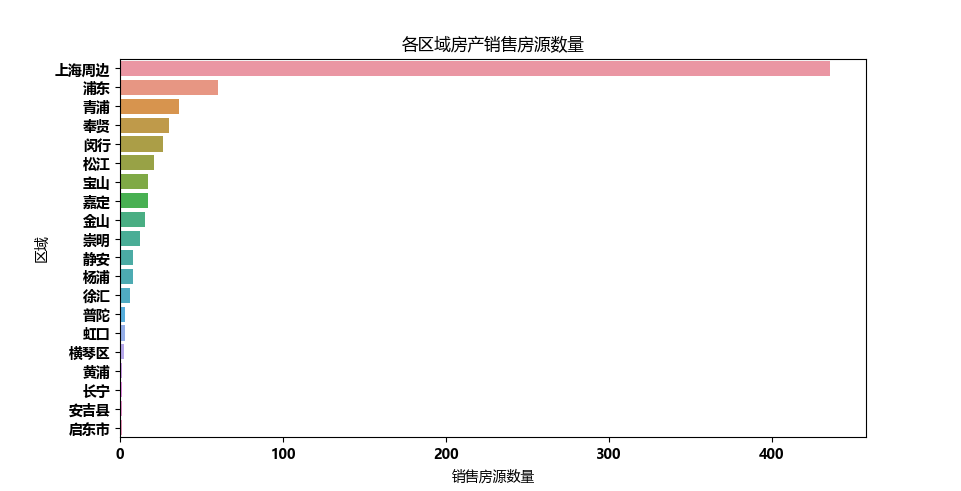 各区域房产销售房源数量
上海周边
浦东
青浦
奉贤
闵行
松江
宝山
嘉定
金山
崇明
静安
杨浦
徐汇
普陀
虹口
横琴区
黄浦
长宁
安吉县
启东市
区域
0 100 200 300 400
销售房源数量